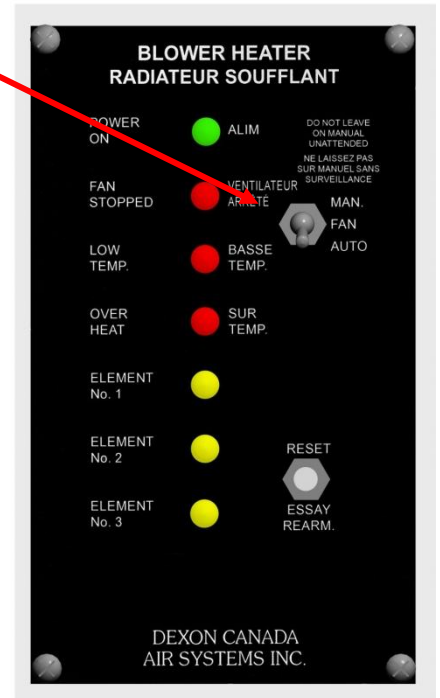 BLOWER HEATER
RADIATEUR SOUFFLANT
POWER
ON
ALIM
DO NOT LEAVE
ON MANUAL
UNATTENDED
NE LAISSEZ PAS
SUR MANUEL SANS
SURVEILLANCE
FAN
STOPPED
VENTILATEUR
ARRETÉ
MAN.
FAN
AUTO
LOW
TEMP.
BASSE
TEMP.
OVER
HEAT
SUR
TEMP.
ELEMENT
No. 1
ELEMENT
No. 2
RESET
ELEMENT
No. 3
ESSAY
REARM.
DEXON CANADA
AIR SYSTEMS INC.